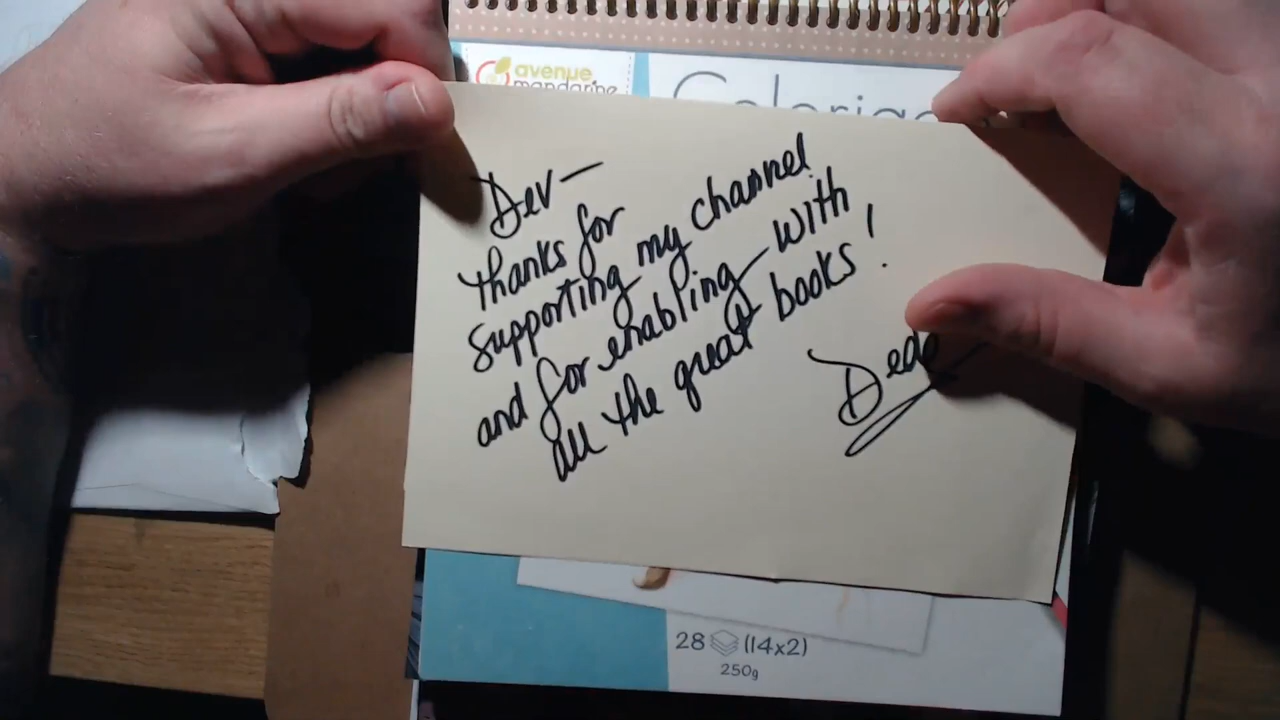 avenue
mandarine
Dev-
thanks for
supporting my channel
and for enabling with
all the great books!
28 (14x2)
250g